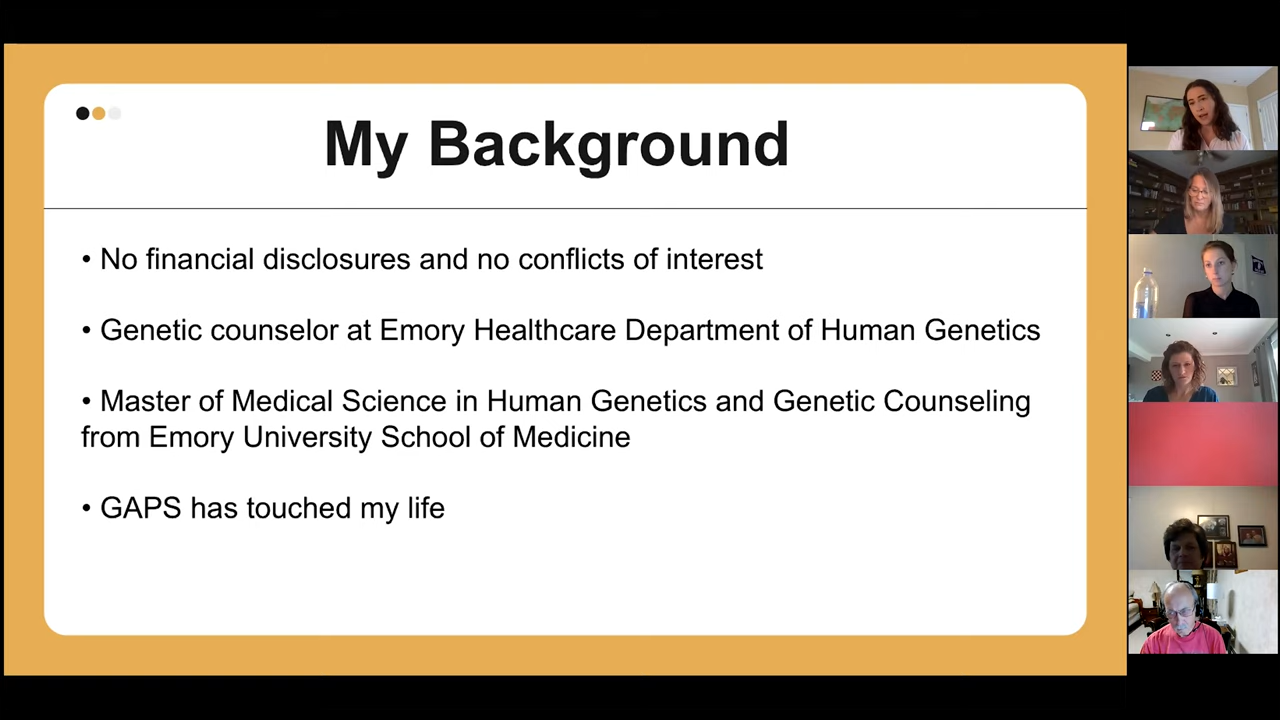 My Background
• No financial disclosures and no conflicts of interest
• Genetic counselor at Emory Healthcare Department of Human Genetics
• Master of Medical Science in Human Genetics and Genetic Counseling
from Emory University School of Medicine
• GAPS has touched my life